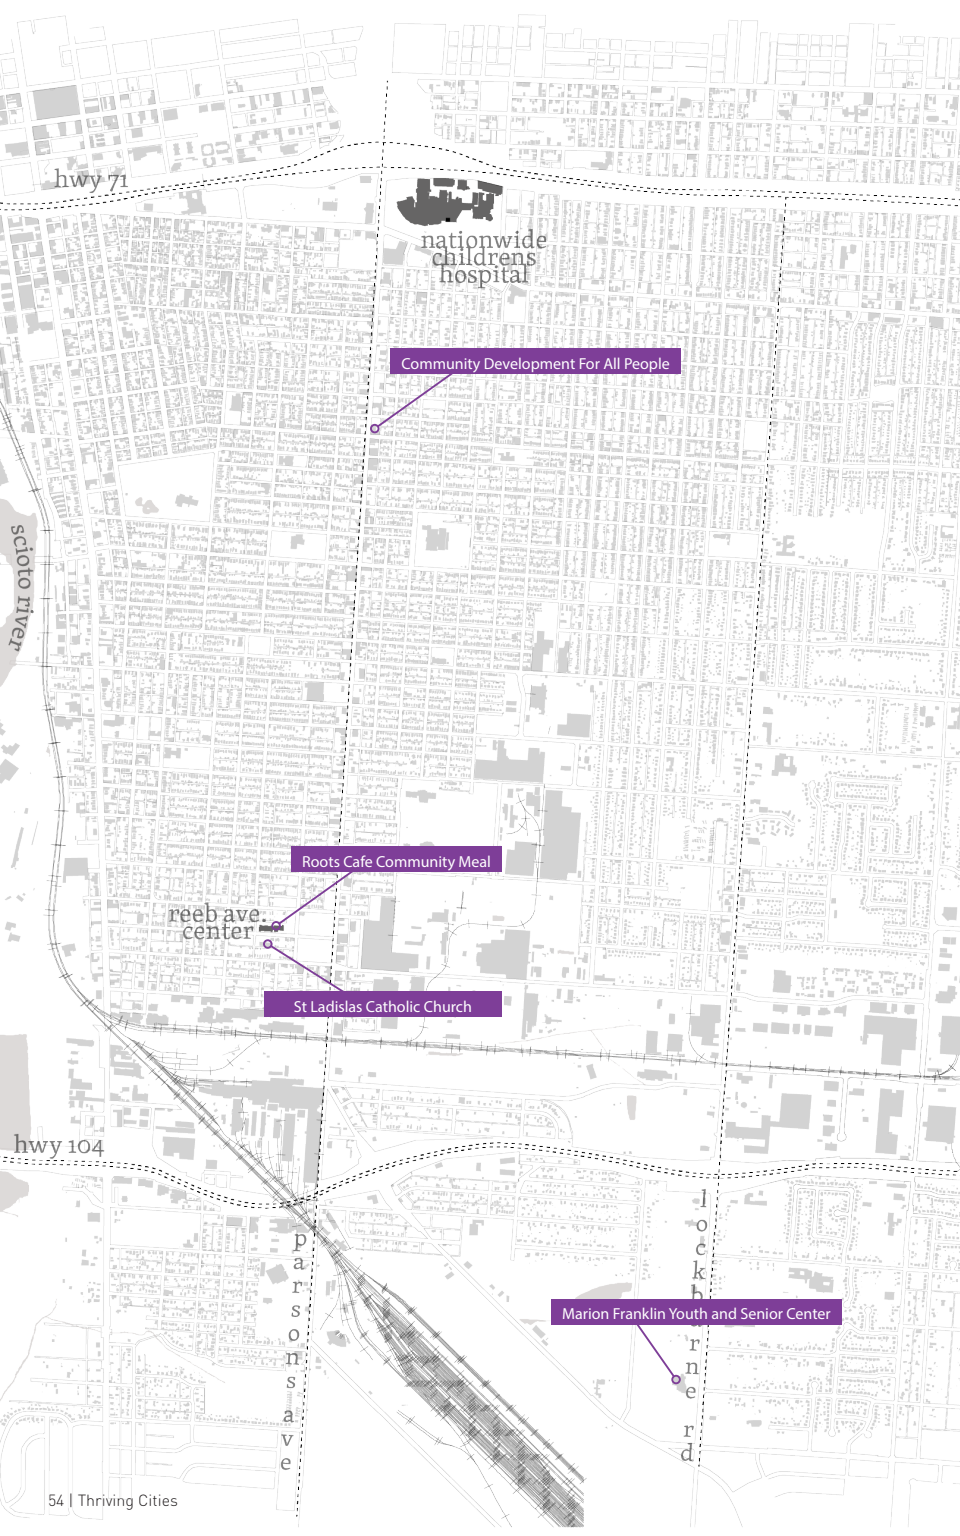 hwy 71
nationwide
childrens
hospital
Community Development For All People
scioto river
Roots Cafe Community Meal
reeb ave.
center
St Ladislas Catholic Church
hwy 104
parsons ave
lockburne rd
Marion Franklin Youth and Senior Center
54 | Thriving Cities